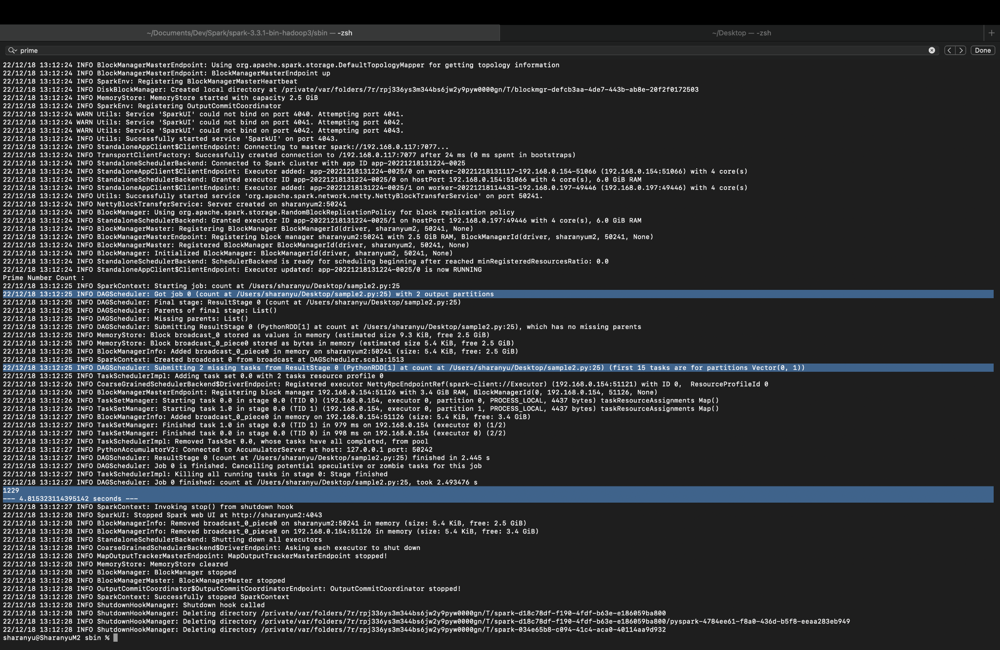 ~/Documents/Dev/Spark/spark-3.3.1-bin-hadoop3/sbin — -zsh
~/Desktop — -zsh
+
prime
Done
22/12/18 13:12:24 INFO BlockManagerMasterEndpoint: Using org.apache.spark.storage.DefaultTopologyMapper for getting topology information
22/12/18 13:12:24 INFO BlockManagerMasterEndpoint: BlockManagerMasterEndpoint up
22/12/18 13:12:24 INFO SparkEnv: Registering BlockManagerMasterHeartbeat
22/12/18 13:12:24 INFO DiskBlockManager: Created local directory at /private/var/folders/7r/rpj336ys3m344bs6jw2y9pyw0000gn/T/blockmgr-defcb3aa-4de7-443b-ab8e-20f2f0172503
22/12/18 13:12:24 INFO MemoryStore: MemoryStore started with capacity 2.5 GiB
22/12/18 13:12:24 INFO SparkEnv: Registering OutputCommitCoordinator
22/12/18 13:12:24 WARN Utils: Service 'SparkUI' could not bind on port 4040. Attempting port 4041.
22/12/18 13:12:24 WARN Utils: Service 'SparkUI' could not bind on port 4041. Attempting port 4042.
22/12/18 13:12:24 WARN Utils: Service 'SparkUI' could not bind on port 4042. Attempting port 4043.
22/12/18 13:12:24 INFO Utils: Successfully started service 'SparkUI' on port 4043.
22/12/18 13:12:24 INFO StandaloneAppClient$ClientEndpoint: Connecting to master spark://192.168.0.117:7077...
22/12/18 13:12:24 INFO TransportClientFactory: Successfully created connection to /192.168.0.117:7077 after 24 ms (0 ms spent in bootstraps)
22/12/18 13:12:24 INFO StandaloneSchedulerBackend: Connected to Spark cluster with app ID app-20221218131224-0025
22/12/18 13:12:24 INFO StandaloneAppClient$ClientEndpoint: Executor added: app-20221218131224-0025/0 on worker-20221218131117-192.168.0.154-51066 (192.168.0.154:51066) with 4 core(s)
22/12/18 13:12:24 INFO StandaloneSchedulerBackend: Granted executor ID app-20221218131224-0025/0 on hostPort 192.168.0.154:51066 with 4 core(s), 6.0 GiB RAM
22/12/18 13:12:24 INFO StandaloneAppClient$ClientEndpoint: Executor added: app-20221218131224-0025/1 on worker-20221218114431-192.168.0.197-49446 (192.168.0.197:49446) with 4 core(s)
22/12/18 13:12:24 INFO Utils: Successfully started service 'org.apache.spark.network.netty.NettyBlockTransferService' on port 50241.
22/12/18 13:12:24 INFO NettyBlockTransferService: Server created on sharanyum2:50241
22/12/18 13:12:24 INFO BlockManager: Using org.apache.spark.storage.RandomBlockReplicationPolicy for block replication policy
22/12/18 13:12:24 INFO StandaloneSchedulerBackend: Granted executor ID app-20221218131224-0025/1 on hostPort 192.168.0.197:49446 with 4 core(s), 6.0 GiB RAM
22/12/18 13:12:24 INFO BlockManagerMaster: Registering BlockManager BlockManagerId(driver, sharanyum2, 50241, None)
22/12/18 13:12:24 INFO BlockManagerMasterEndpoint: Registering block manager sharanyum2:50241 with 2.5 GiB RAM, BlockManagerId(driver, sharanyum2, 50241, None)
22/12/18 13:12:24 INFO BlockManagerMaster: Registered BlockManager BlockManagerId(driver, sharanyum2, 50241, None)
22/12/18 13:12:24 INFO BlockManager: Initialized BlockManager: BlockManagerId(driver, sharanyum2, 50241, None)
22/12/18 13:12:24 INFO StandaloneSchedulerBackend: SchedulerBackend is ready for scheduling beginning after reached minRegisteredResourcesRatio: 0.0
22/12/18 13:12:24 INFO StandaloneAppClient$ClientEndpoint: Executor updated: app-20221218131224-0025/0 is now RUNNING
Prime Number Count :
22/12/18 13:12:25 INFO SparkContext: Starting job: count at /Users/sharanyu/Desktop/sample2.py:25
22/12/18 13:12:25 INFO DAGScheduler: Got job 0 (count at /Users/sharanyu/Desktop/sample2.py:25) with 2 output partitions
22/12/18 13:12:25 INFO DAGScheduler: Final stage: ResultStage 0 (count at /Users/sharanyu/Desktop/sample2.py:25)
22/12/18 13:12:25 INFO DAGScheduler: Parents of final stage: List()
22/12/18 13:12:25 INFO DAGScheduler: Missing parents: List()
22/12/18 13:12:25 INFO DAGScheduler: Submitting ResultStage 0 (PythonRDD[1] at count at /Users/sharanyu/Desktop/sample2.py:25), which has no missing parents
22/12/18 13:12:25 INFO MemoryStore: Block broadcast_0 stored as values in memory (estimated size 9.3 KiB, free 2.5 GiB)
22/12/18 13:12:25 INFO MemoryStore: Block broadcast_0_piece0 stored as bytes in memory (estimated size 5.4 KiB, free 2.5 GiB)
22/12/18 13:12:25 INFO BlockManagerInfo: Added broadcast_0_piece0 in memory on sharanyum2:50241 (size: 5.4 KiB, free: 2.5 GiB)
22/12/18 13:12:25 INFO SparkContext: Created broadcast 0 from broadcast at DAGScheduler.scala:1513
22/12/18 13:12:25 INFO DAGScheduler: Submitting 2 missing tasks from ResultStage 0 (PythonRDD[1] at count at /Users/sharanyu/Desktop/sample2.py:25) (first 15 tasks are for partitions Vector(0, 1))
22/12/18 13:12:25 INFO TaskSchedulerImpl: Adding task set 0.0 with 2 tasks resource profile 0
22/12/18 13:12:26 INFO CoarseGrainedSchedulerBackend$DriverEndpoint: Registered executor NettyRpcEndpointRef(spark-client://Executor) (192.168.0.154:51121) with ID 0,  ResourceProfileId 0
22/12/18 13:12:26 INFO BlockManagerMasterEndpoint: Registering block manager 192.168.0.154:51126 with 3.4 GiB RAM, BlockManagerId(0, 192.168.0.154, 51126, None)
22/12/18 13:12:26 INFO TaskSetManager: Starting task 0.0 in stage 0.0 (TID 0) (192.168.0.154, executor 0, partition 0, PROCESS_LOCAL, 4437 bytes) taskResourceAssignments Map()
22/12/18 13:12:26 INFO TaskSetManager: Starting task 1.0 in stage 0.0 (TID 1) (192.168.0.154, executor 0, partition 1, PROCESS_LOCAL, 4437 bytes) taskResourceAssignments Map()
22/12/18 13:12:27 INFO BlockManagerInfo: Added broadcast_0_piece0 in memory on 192.168.0.154:51126 (size: 5.4 KiB, free: 3.4 GiB)
22/12/18 13:12:27 INFO TaskSetManager: Finished task 1.0 in stage 0.0 (TID 1) in 979 ms on 192.168.0.154 (executor 0) (1/2)
22/12/18 13:12:27 INFO TaskSetManager: Finished task 0.0 in stage 0.0 (TID 0) in 998 ms on 192.168.0.154 (executor 0) (2/2)
22/12/18 13:12:27 INFO TaskSchedulerImpl: Removed TaskSet 0.0, whose tasks have all completed, from pool
22/12/18 13:12:27 INFO PythonAccumulatorV2: Connected to AccumulatorServer at host: 127.0.0.1 port: 50242
22/12/18 13:12:27 INFO DAGScheduler: ResultStage 0 (count at /Users/sharanyu/Desktop/sample2.py:25) finished in 2.445 s
22/12/18 13:12:27 INFO DAGScheduler: Job 0 is finished. Cancelling potential speculative or zombie tasks for this job
22/12/18 13:12:27 INFO TaskSchedulerImpl: Killing all running tasks in stage 0: Stage finished
22/12/18 13:12:27 INFO DAGScheduler: Job 0 finished: count at /Users/sharanyu/Desktop/sample2.py:25, took 2.493476 s
1229
--- 4.815323114395142 seconds ---
22/12/18 13:12:27 INFO SparkContext: Invoking stop() from shutdown hook
22/12/18 13:12:28 INFO SparkUI: Stopped Spark web UI at http://sharanyum2:4043
22/12/18 13:12:28 INFO BlockManagerInfo: Removed broadcast_0_piece0 on sharanyum2:50241 in memory (size: 5.4 KiB, free: 2.5 GiB)
22/12/18 13:12:28 INFO BlockManagerInfo: Removed broadcast_0_piece0 on 192.168.0.154:51126 in memory (size: 5.4 KiB, free: 3.4 GiB)
22/12/18 13:12:28 INFO StandaloneSchedulerBackend: Shutting down all executors
22/12/18 13:12:28 INFO CoarseGrainedSchedulerBackend$DriverEndpoint: Asking each executor to shut down
22/12/18 13:12:28 INFO MapOutputTrackerMasterEndpoint: MapOutputTrackerMasterEndpoint stopped!
22/12/18 13:12:28 INFO MemoryStore: MemoryStore cleared
22/12/18 13:12:28 INFO BlockManager: BlockManager stopped
22/12/18 13:12:28 INFO BlockManagerMaster: BlockManagerMaster stopped
22/12/18 13:12:28 INFO OutputCommitCoordinator$OutputCommitCoordinatorEndpoint: OutputCommitCoordinator stopped!
22/12/18 13:12:28 INFO SparkContext: Successfully stopped SparkContext
22/12/18 13:12:28 INFO ShutdownHookManager: Shutdown hook called
22/12/18 13:12:28 INFO ShutdownHookManager: Deleting directory /private/var/folders/7r/rpj336ys3m344bs6jw2y9pyw0000gn/T/spark-d18c78df-f190-4fdf-b63e-e186059ba800
22/12/18 13:12:28 INFO ShutdownHookManager: Deleting directory /private/var/folders/7r/rpj336ys3m344bs6jw2y9pyw0000gn/T/spark-d18c78df-f190-4fdf-b63e-e186059ba800/pyspark-4784ee61-f8a0-436d-b5f8-eeaa283eb949
22/12/18 13:12:28 INFO ShutdownHookManager: Deleting directory /private/var/folders/7r/rpj336ys3m344bs6jw2y9pyw0000gn/T/spark-034e65b8-c094-41c4-aca0-40114aa9d932
sharanyu@SharanyuM2 sbin %